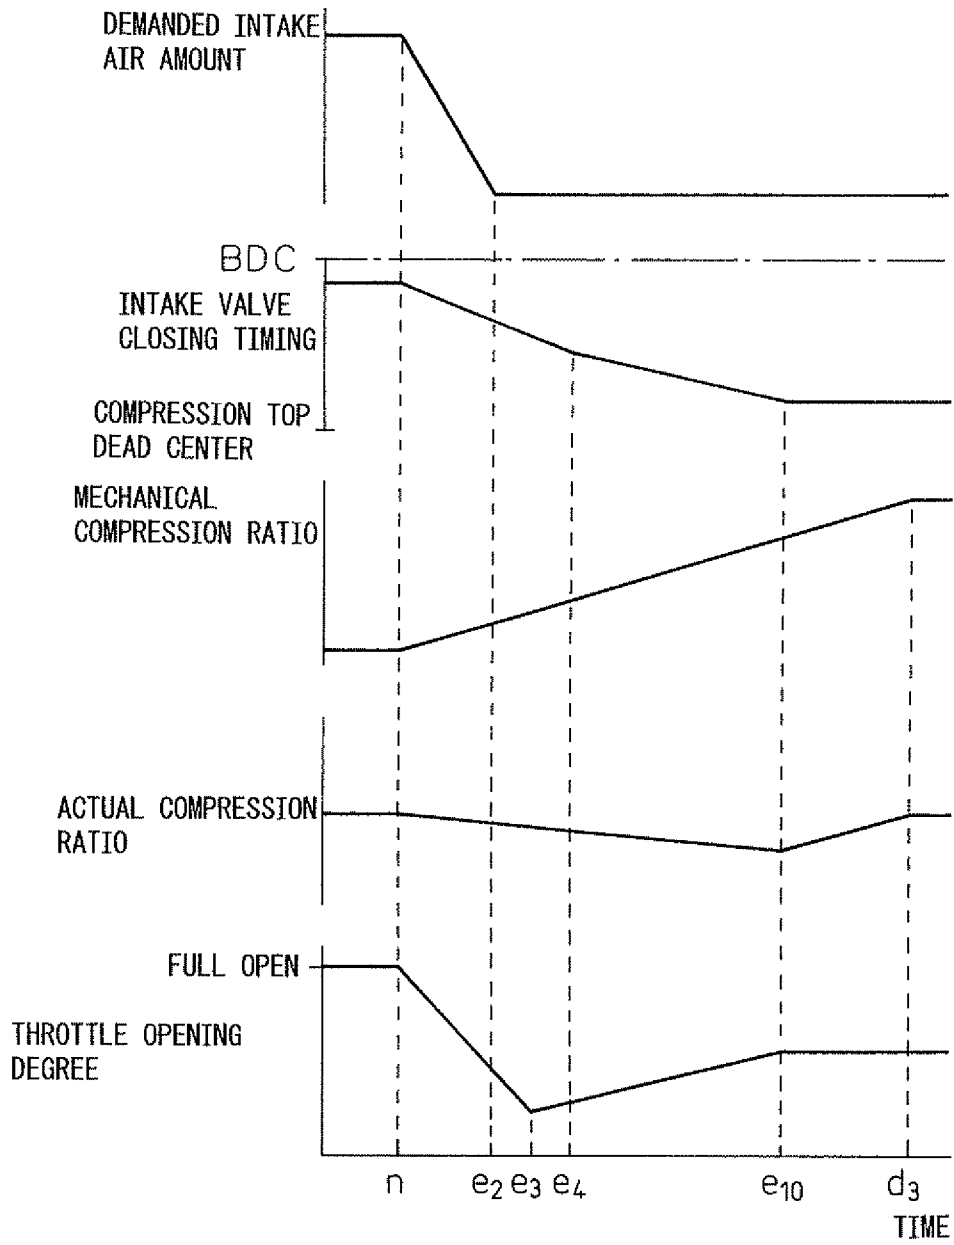 DEMANDED INTAKE
AIR AMOUNT
BDC
INTAKE VALVE
CLOSING TIMING
COMPRESSION TOP
DEAD CENTER
MECHANICAL
COMPRESSION RATIO
ACTUAL COMPRESSION
RATIO
FULL OPEN
THROTTLE OPENING
DEGREE
n e2 e3 e4 e10 d3
TIME